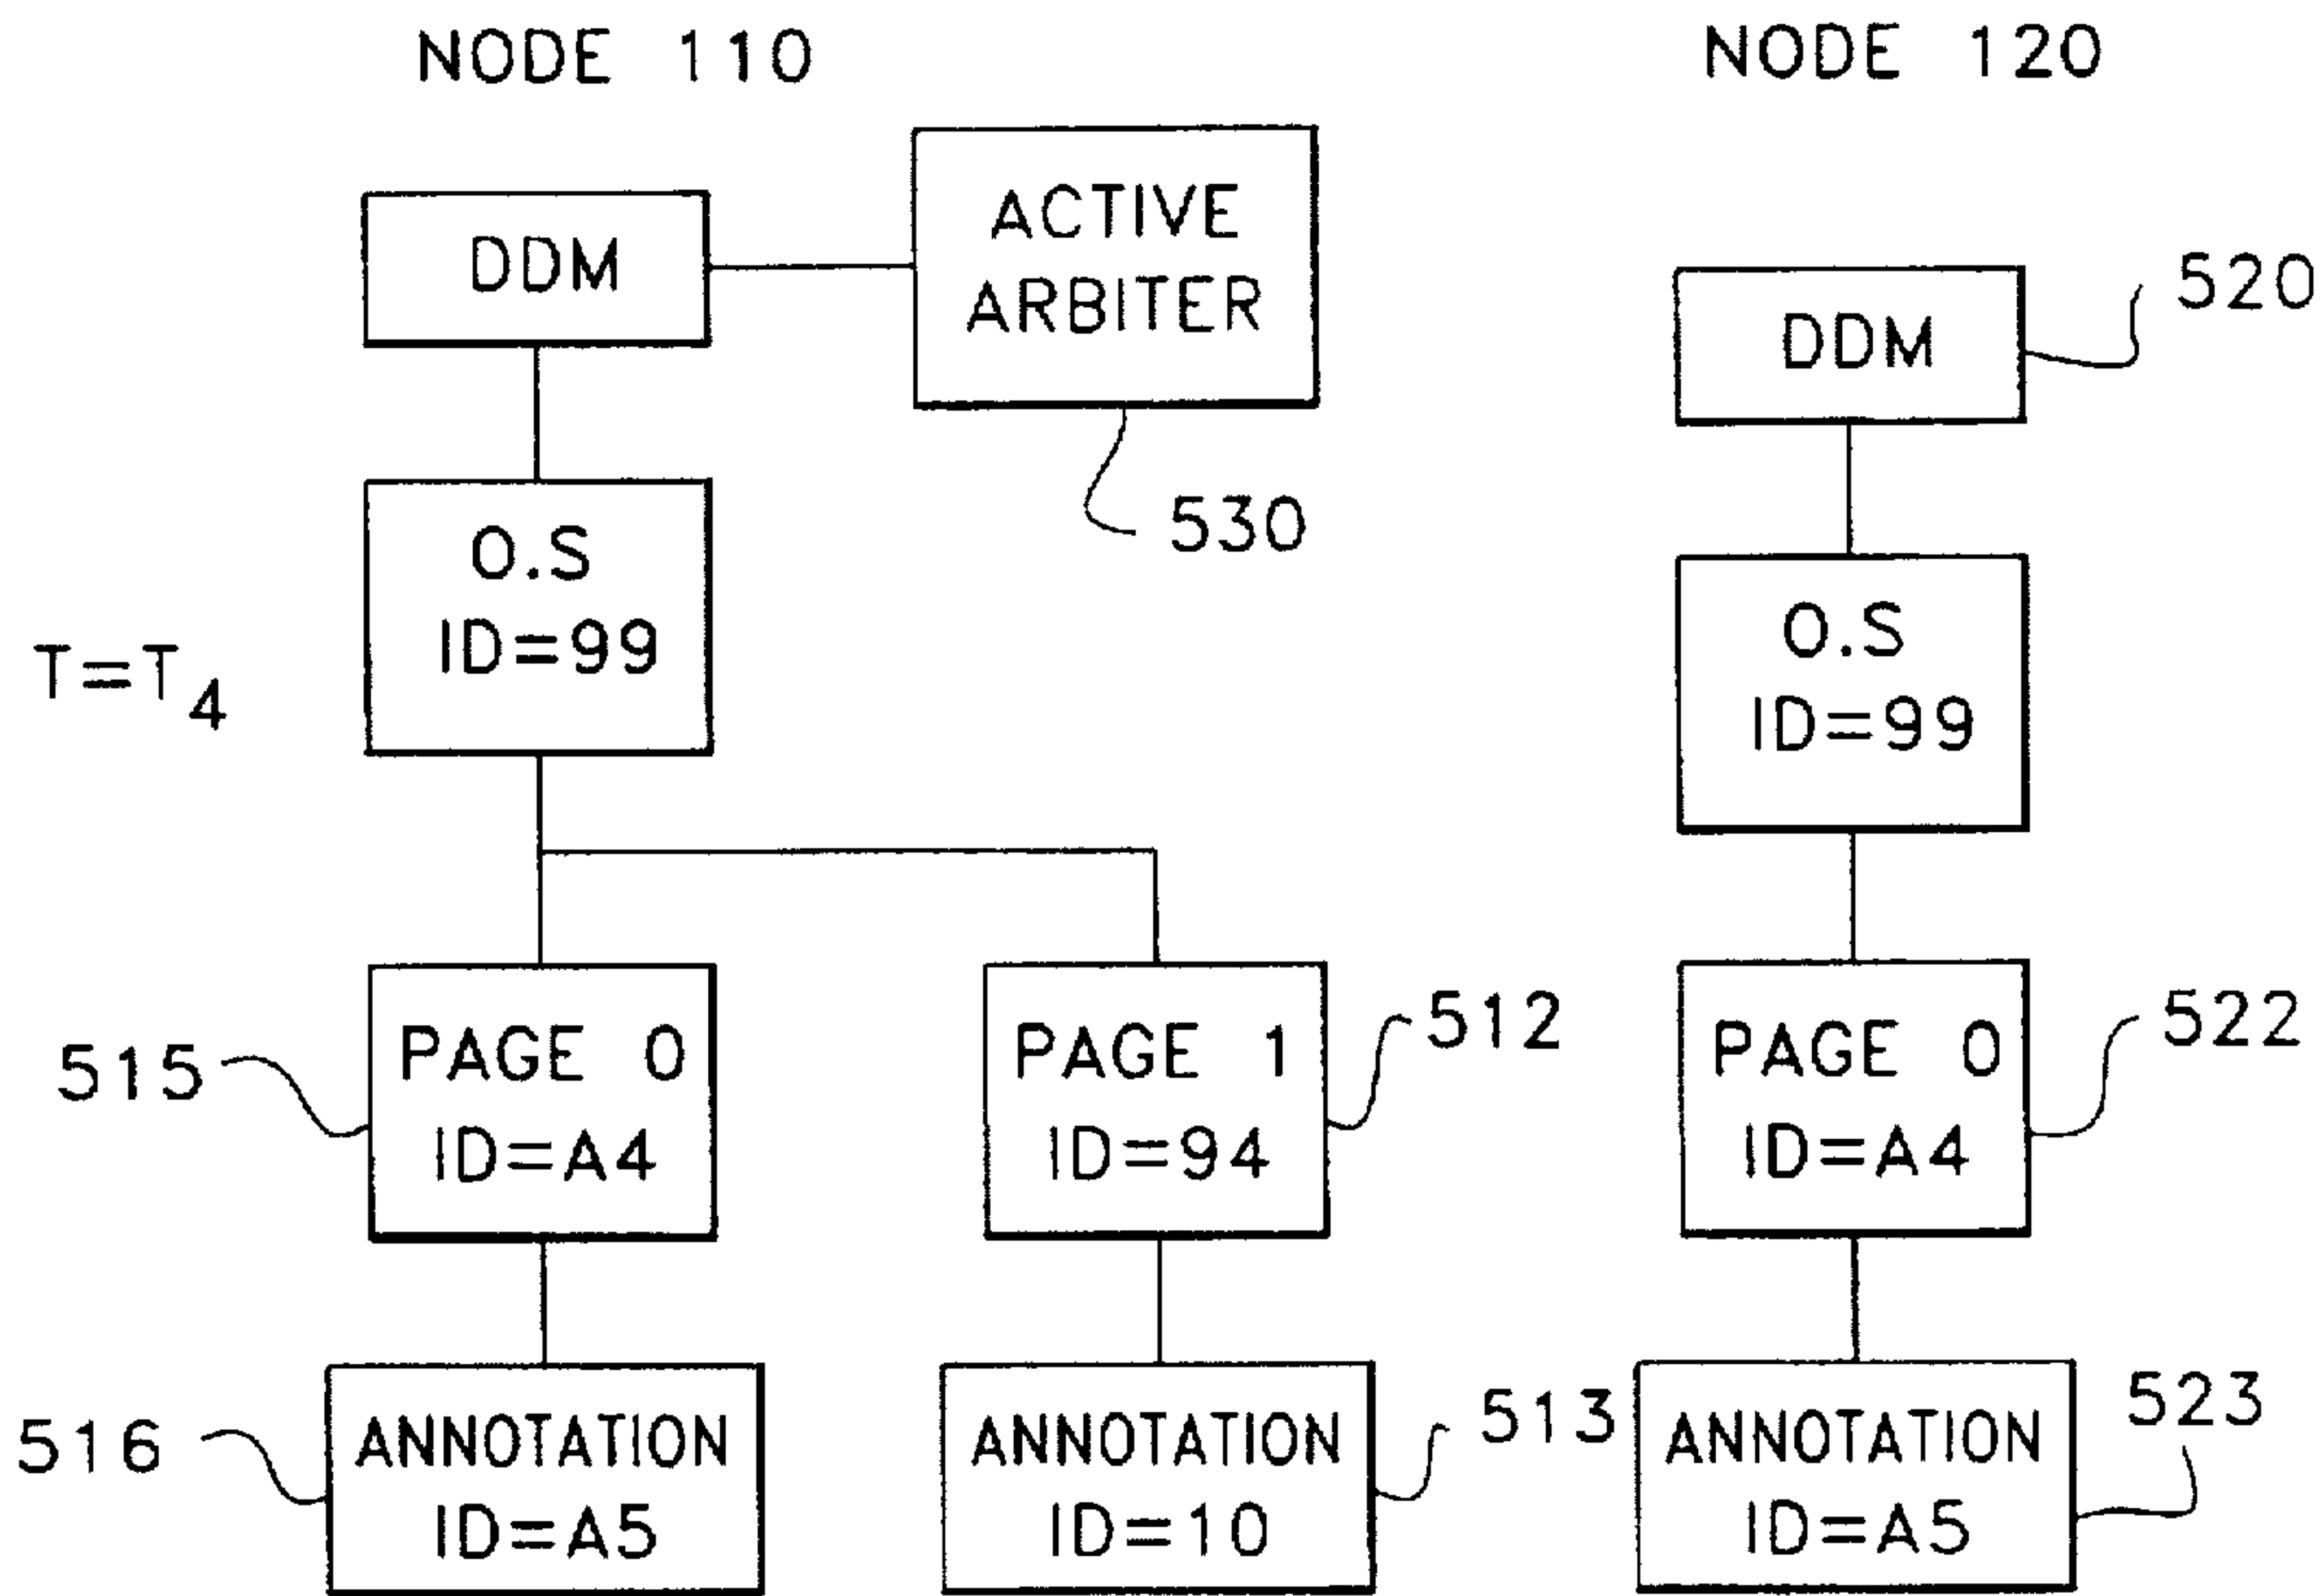 NODE 110
NODE 120
DDM
ACTIVE
ARBITER
530
DDM
520
O.S
ID=99
O.S
ID=99
T=T4
515
PAGE 0
ID=A4
PAGE 1
ID=94
512
PAGE 0
ID=A4
522
516
ANNOTATION
ID=A5
ANNOTATION
ID=10
513
ANNOTATION
ID=A5
523